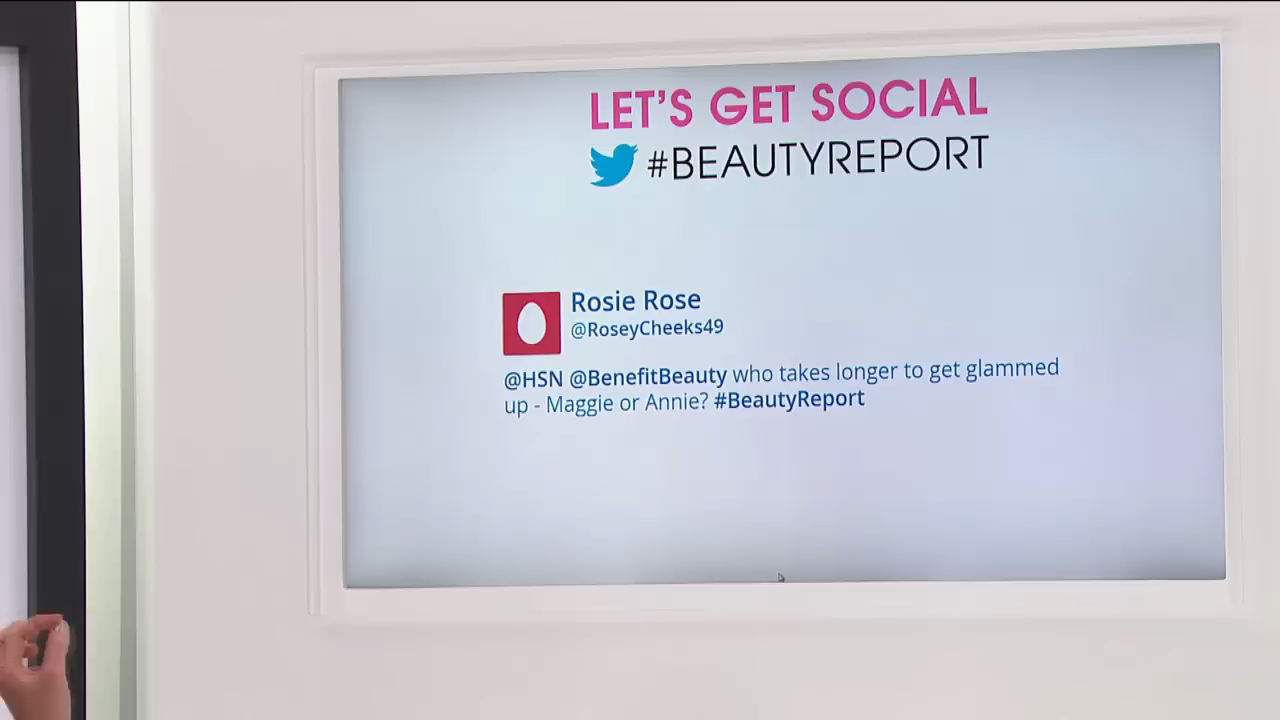 LET'S GET SOCIAL
#BEAUTYREPORT
Rosie Rose
@RoseyCheeks49
@HSN @BenefitBeauty who takes longer to get glammed
up - Maggie or Annie? #BeautyReport